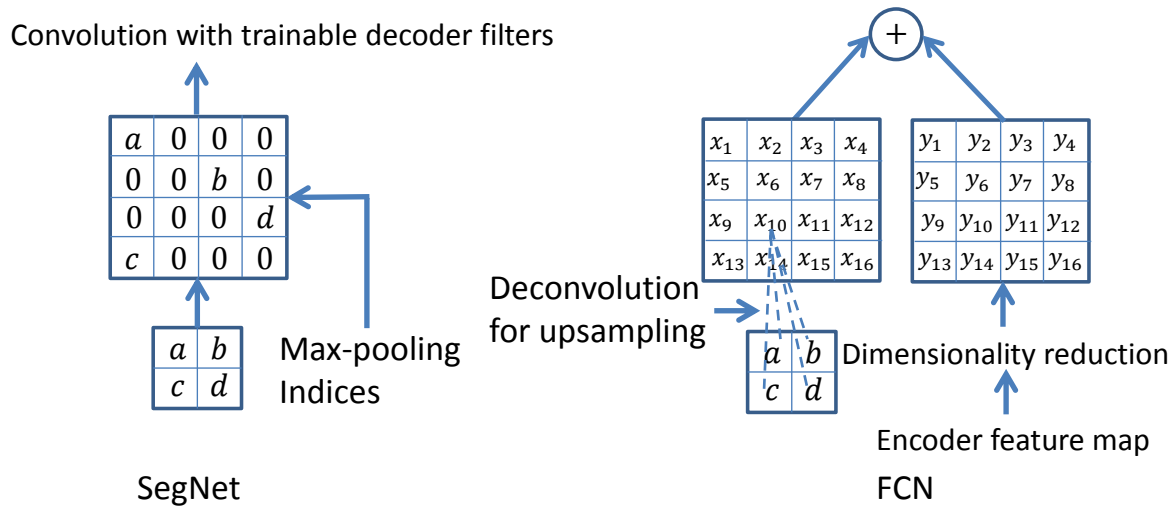 Convolution with trainable decoder filters
a 0 0 0
0 0 b 0
0 0 0 d
c 0 0 0
a b
c d
Max-pooling
Indices
SegNet
+
x₁ x₂ x₃ x₄
x₅ x₆ x₇ x₈
x₉ x₁₀ x₁₁ x₁₂
x₁₃ x₁₄ x₁₅ x₁₆
y₁ y₂ y₃ y₄
y₅ y₆ y₇ y₈
y₉ y₁₀ y₁₁ y₁₂
y₁₃ y₁₄ y₁₅ y₁₆
Deconvolution
for upsampling
a b
c d
Dimensionality reduction
Encoder feature map
FCN